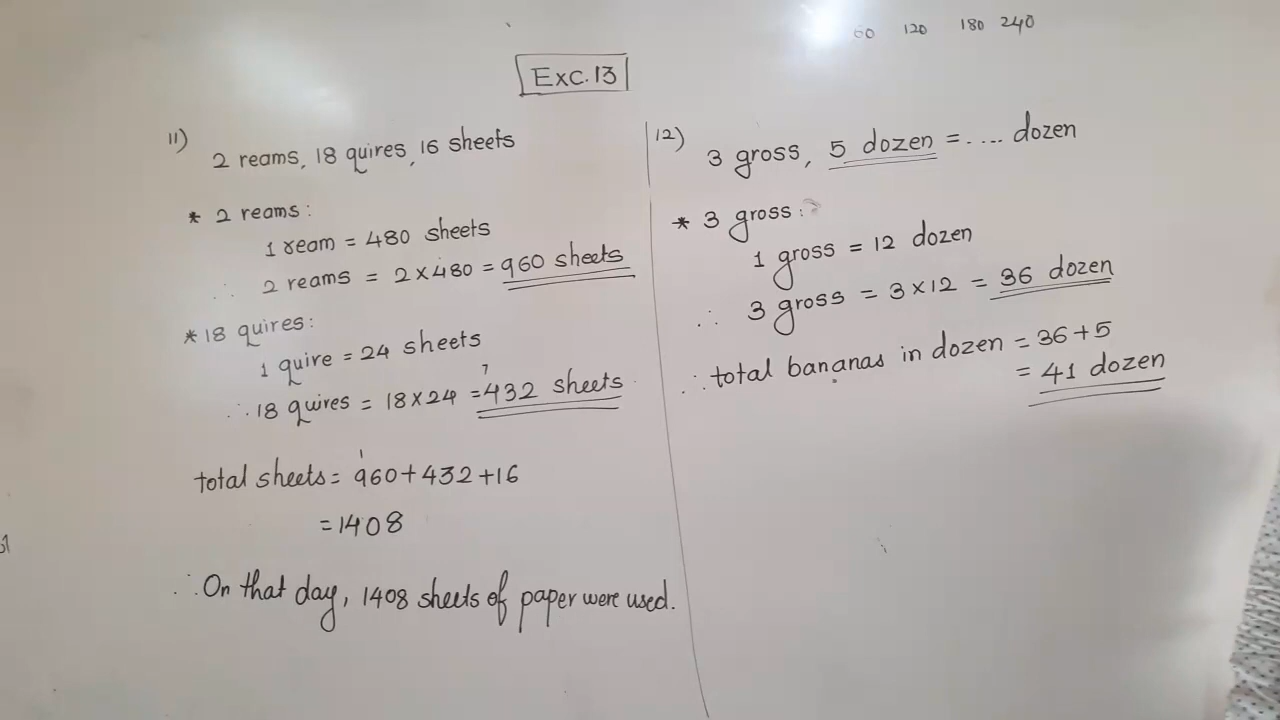 60 120 180 240
Exc. 13
11)
2 reams, 18 quires, 16 sheets
* 2 reams:
1 ream = 480 sheets
∴ 2 reams = 2 × 480 = 960 sheets
* 18 quires:
1 quire = 24 sheets
7
∴ 18 quires = 18 × 24 = 432 sheets
1
total sheets = 960 + 432 + 16
= 1408
∴ On that day, 1408 sheets of paper were used.
12)
3 gross, 5 dozen = .... dozen
* 3 gross:
1 gross = 12 dozen
∴ 3 gross = 3 × 12 = 36 dozen
∴ total bananas in dozen = 36 + 5
= 41 dozen